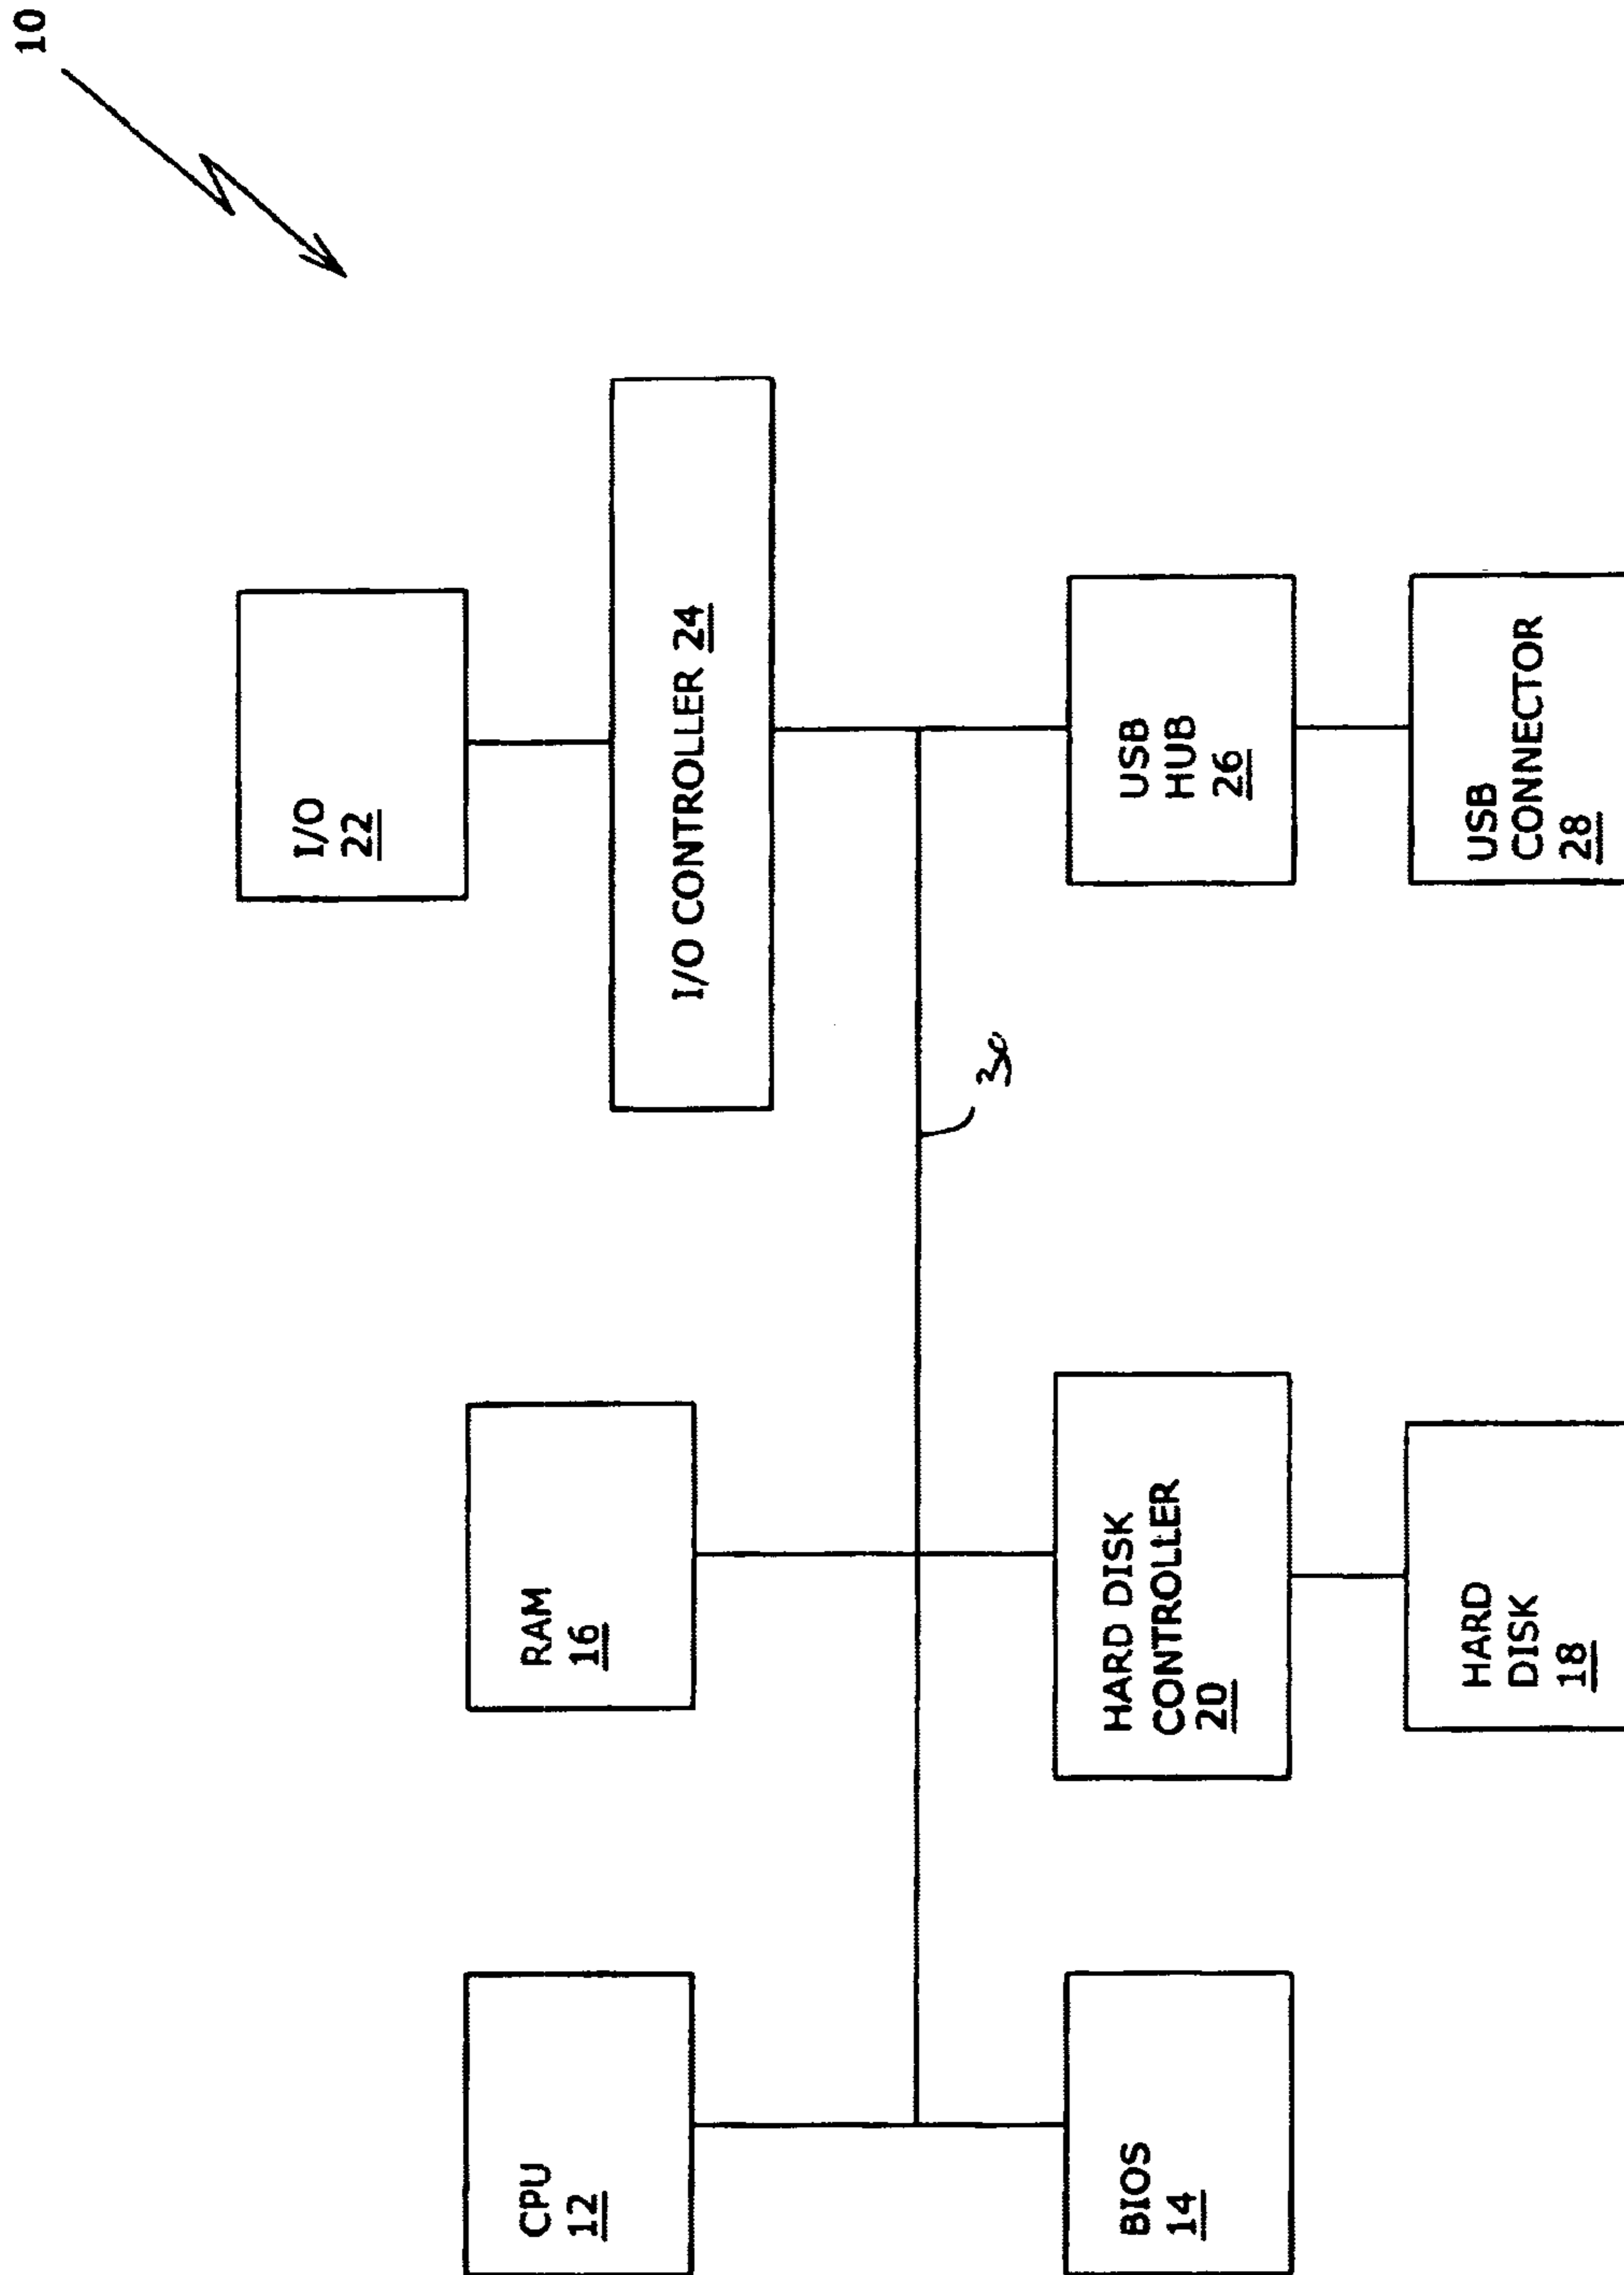 10
I/O
22
I/O CONTROLLER 24
CPU
12
RAM
16
30
BIOS
14
HARD DISK
CONTROLLER
20
USB
HUB
26
HARD
DISK
18
USB
CONNECTOR
28